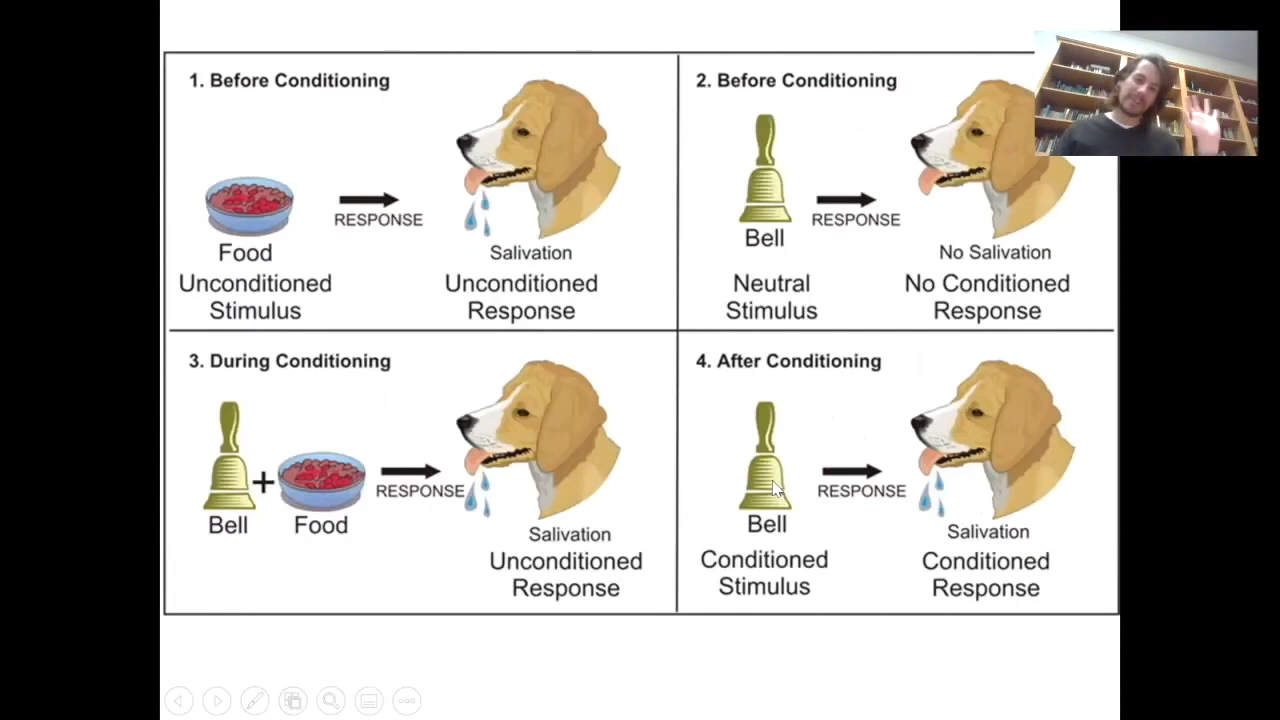 1. Before Conditioning
RESPONSE
Food
Salivation
Unconditioned
Stimulus
Unconditioned
Response
2. Before Conditioning
RESPONSE
Bell
No Salivation
Neutral
Stimulus
No Conditioned
Response
3. During Conditioning
+
RESPONSE
Bell
Food
Salivation
Unconditioned
Response
4. After Conditioning
RESPONSE
Bell
Salivation
Conditioned
Stimulus
Conditioned
Response